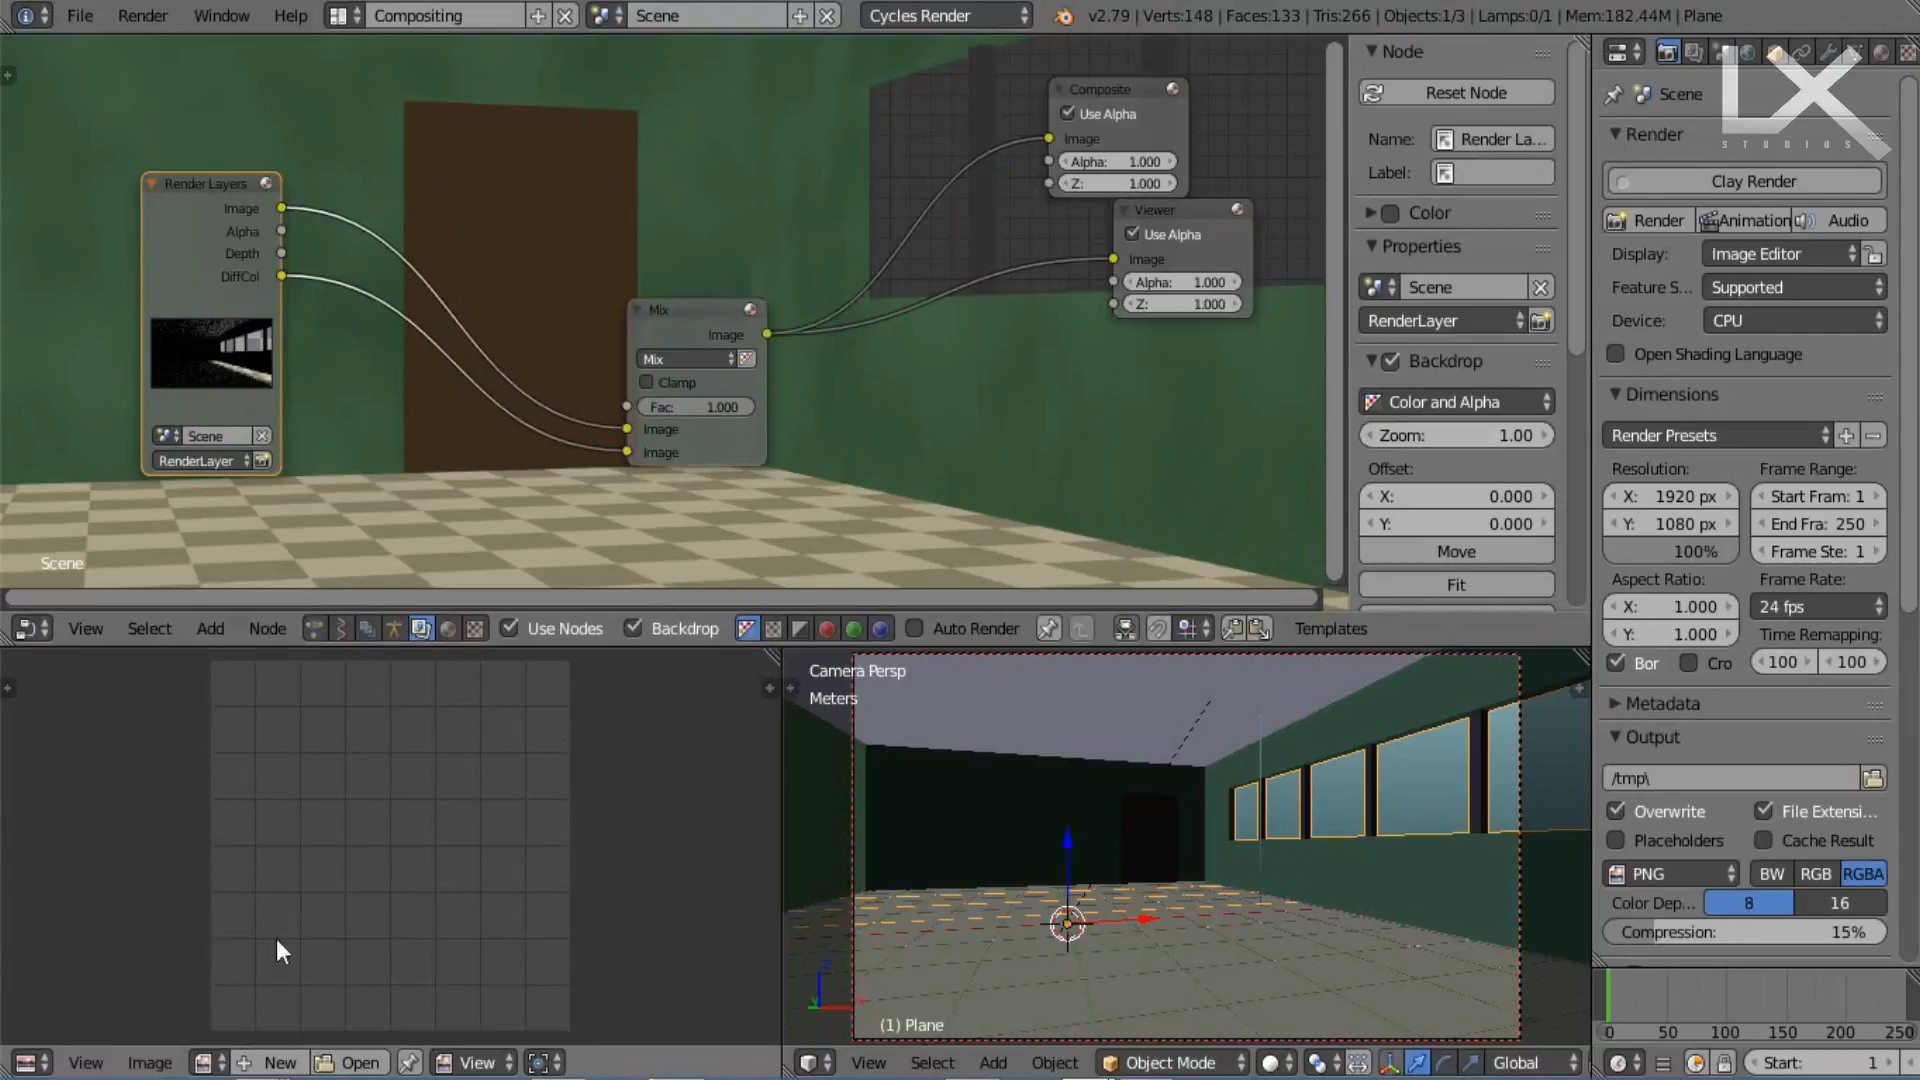 File
Render
Window
Help
Compositing
Scene
Cycles Render
v2.79 | Verts:148 | Faces:133 | Tris:266 | Objects:1/3 | Lamps:0/1 | Mem:182.44M | Plane
Render Layers
Image
Alpha
Depth
DiffCol
Scene
RenderLayer
Mix
Image
Mix
Clamp
Fac: 1.000
Image
Image
Composite
Use Alpha
Image
Alpha: 1.000
Z: 1.000
Viewer
Use Alpha
Image
Alpha: 1.000
Z: 1.000
Scene
Node
Reset Node
Name: Render La...
Label:
Color
Properties
Scene
RenderLayer
Backdrop
Color and Alpha
Zoom: 1.00
Offset:
X: 0.000
Y: 0.000
Move
Fit
View
Select
Add
Node
Use Nodes
Backdrop
Auto Render
Templates
Scene
LX
STUDIOS
Render
Clay Render
Render
Animation
Audio
Display: Image Editor
Feature S... Supported
Device: CPU
Open Shading Language
Dimensions
Render Presets
Resolution: Frame Range:
X: 1920 px Start Fram: 1
Y: 1080 px End Fra: 250
100% Frame Ste: 1
Aspect Ratio: Frame Rate:
X: 1.000 24 fps
Y: 1.000 Time Remapping:
Bor Cro 100 100
Metadata
Output
/tmp\
Overwrite File Extensi...
Placeholders Cache Result
PNG BW RGB RGBA
Color Dep... 8 16
Compression: 15%
0 50 100 150 200 250
Start: 1
Camera Persp
Meters
(1) Plane
View
Image
New
Open
View
View
Select
Add
Object
Object Mode
Global